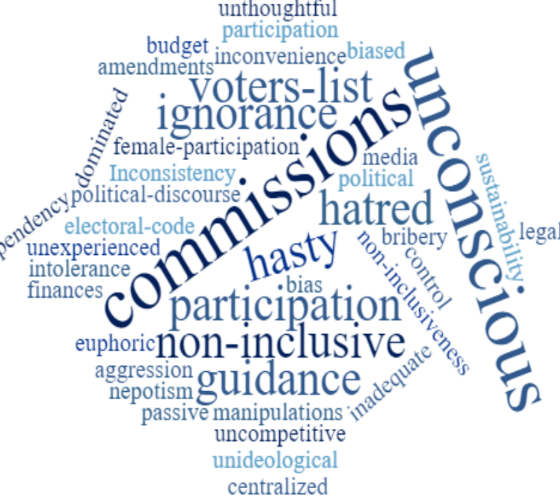 unthoughtful
participation
budget
inconvenience
biased
amendments
voters-list
ignorance
unconscious
commissions
dominated
female-participation
media
Inconsistency
political
sustainability
political-discourse
hatred
electoral-code
bribery
legal
pendency
unexperienced
hasty
non-inclusiveness
control
intolerance
bias
finances
participation
euphoric
non-inclusive
aggression
guidance
inadequate
nepotism
passive
manipulations
uncompetitive
unideological
centralized